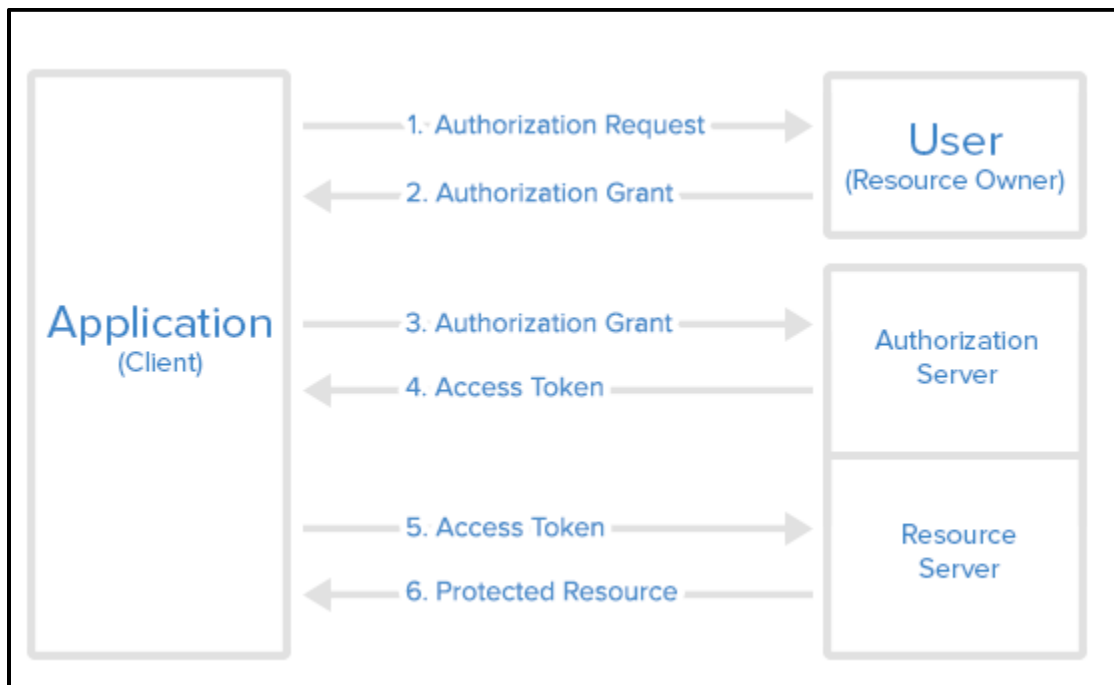 1. Authorization Request
User
(Resource Owner)
2. Authorization Grant
Application
(Client)
3. Authorization Grant
Authorization
Server
4. Access Token
5. Access Token
Resource
Server
6. Protected Resource